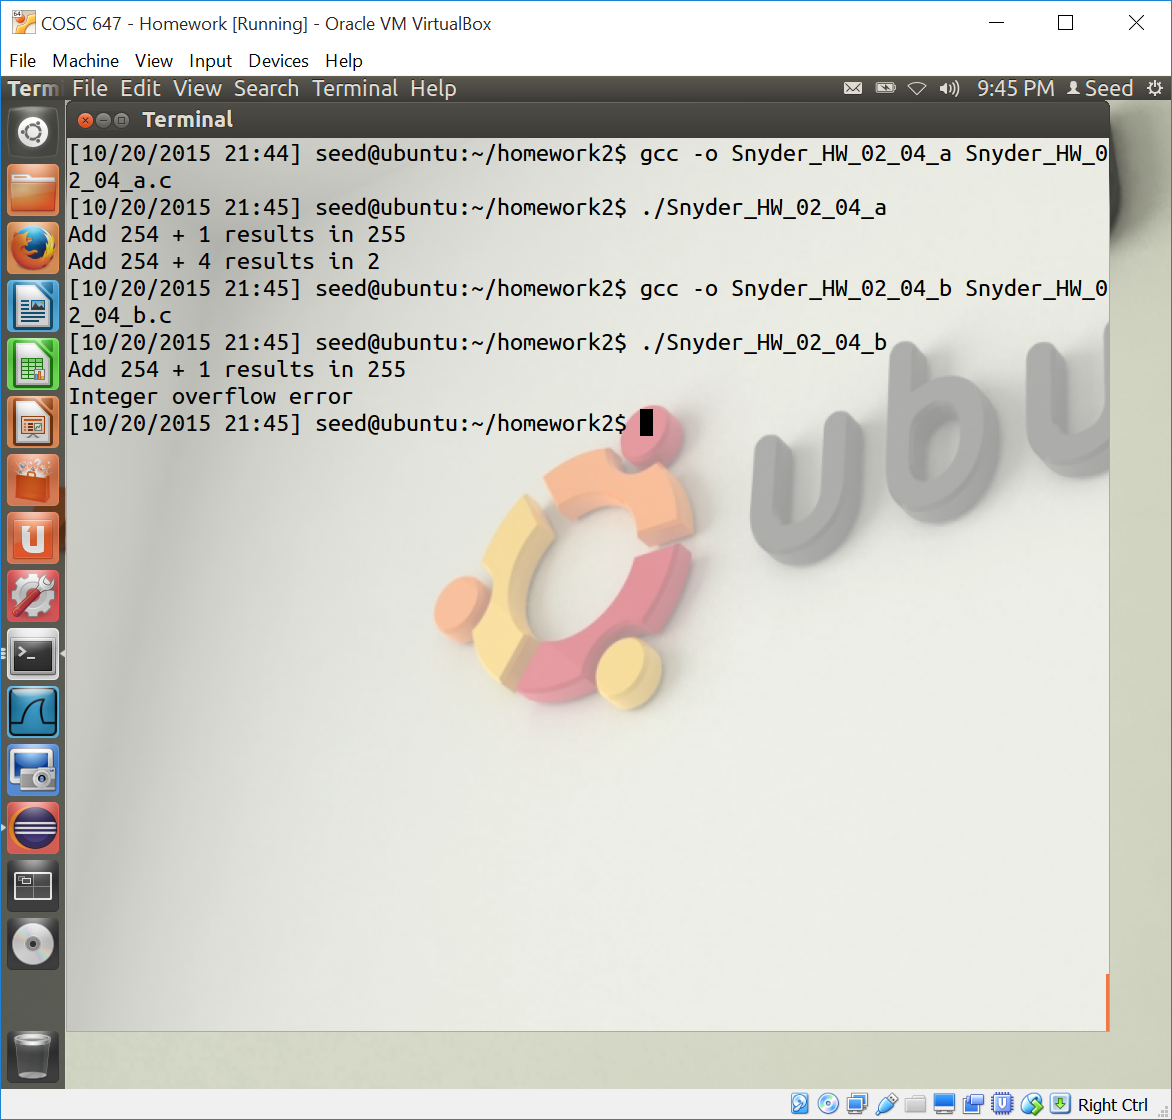 COSC 647 - Homework [Running] - Oracle VM VirtualBox
File Machine View Input Devices Help
Term File Edit View Search Terminal Help 9:45 PM Seed
Terminal
[10/20/2015 21:44] seed@ubuntu:~/homework2$ gcc -o Snyder_HW_02_04_a Snyder_HW_0
2_04_a.c
[10/20/2015 21:45] seed@ubuntu:~/homework2$ ./Snyder_HW_02_04_a
Add 254 + 1 results in 255
Add 254 + 4 results in 2
[10/20/2015 21:45] seed@ubuntu:~/homework2$ gcc -o Snyder_HW_02_04_b Snyder_HW_0
2_04_b.c
[10/20/2015 21:45] seed@ubuntu:~/homework2$ ./Snyder_HW_02_04_b
Add 254 + 1 results in 255
Integer overflow error
[10/20/2015 21:45] seed@ubuntu:~/homework2$
ubu
Right Ctrl